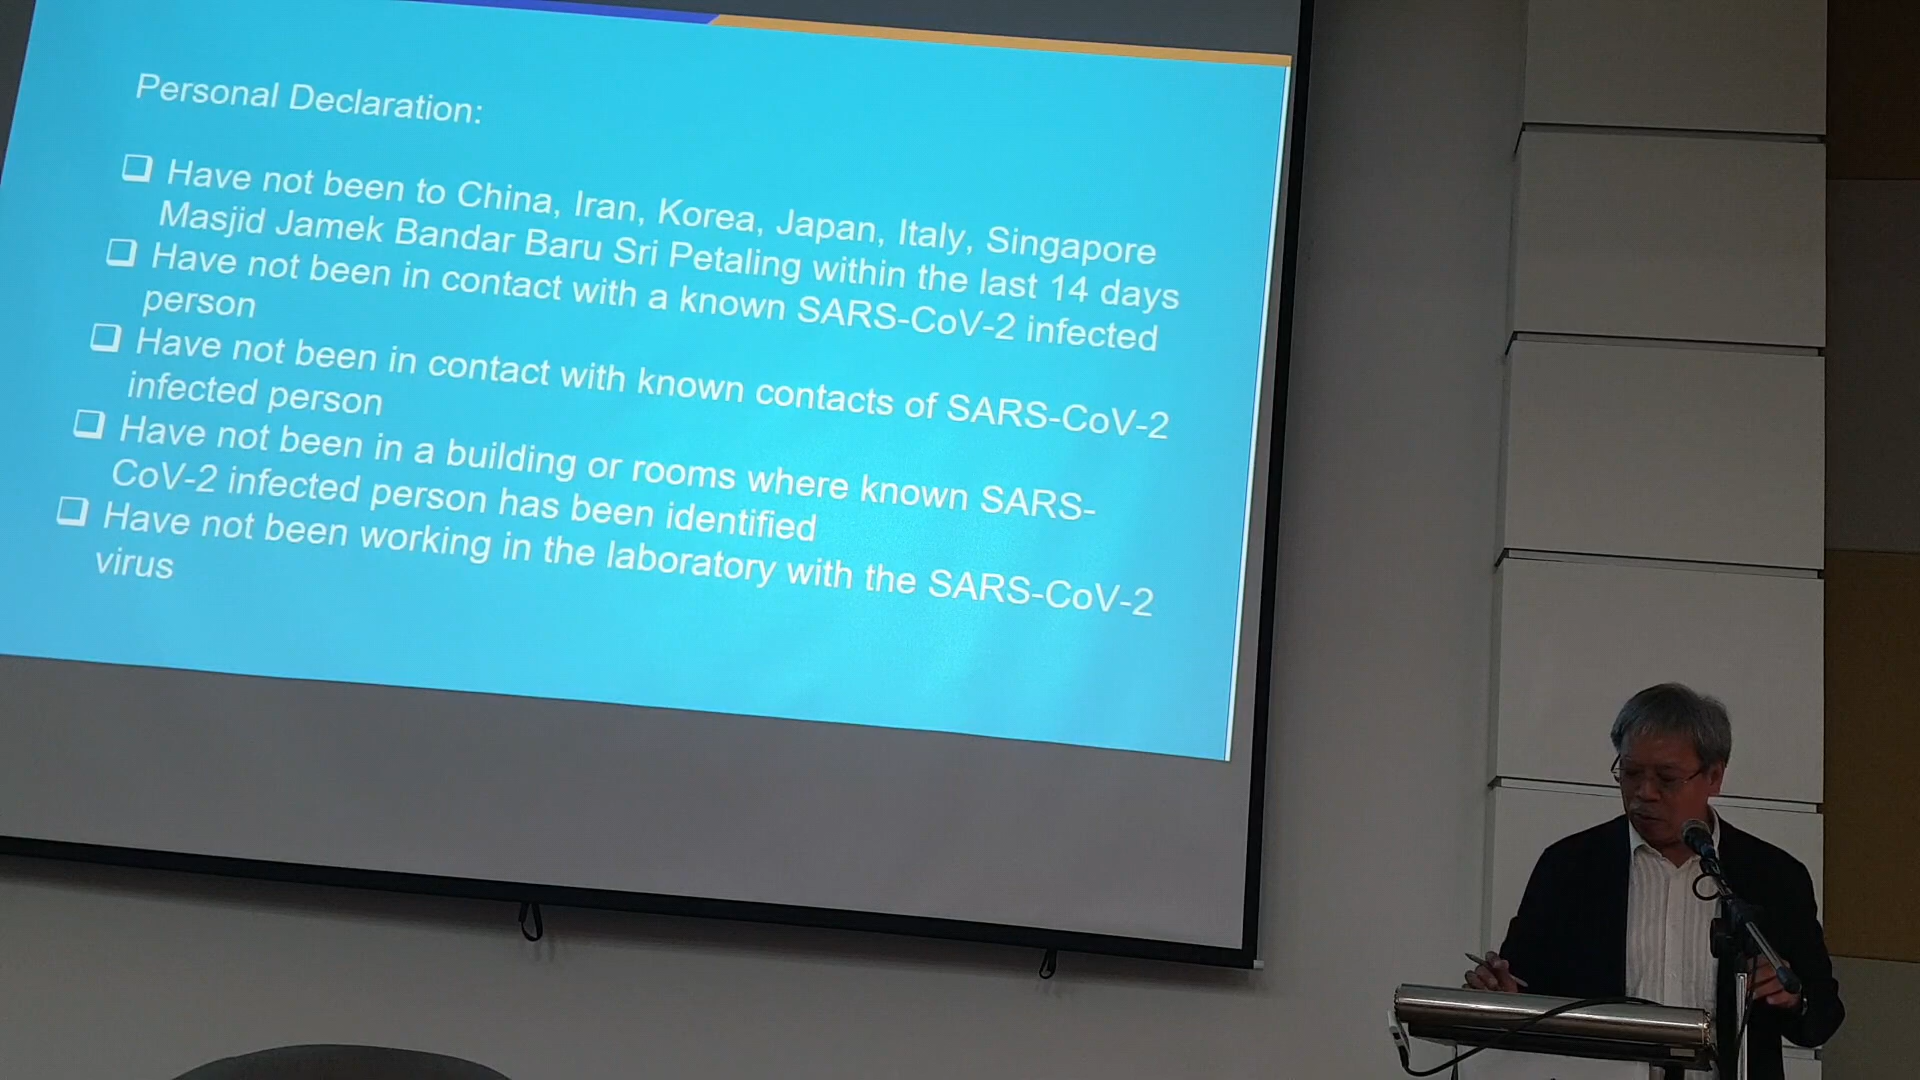 Personal Declaration:
Have not been to China, Iran, Korea, Japan, Italy, Singapore
Masjid Jamek Bandar Baru Sri Petaling within the last 14 days
Have not been in contact with a known SARS-CoV-2 infected
person
Have not been in contact with known contacts of SARS-CoV-2
infected person
Have not been in a building or rooms where known SARS-
CoV-2 infected person has been identified
Have not been working in the laboratory with the SARS-CoV-2
virus